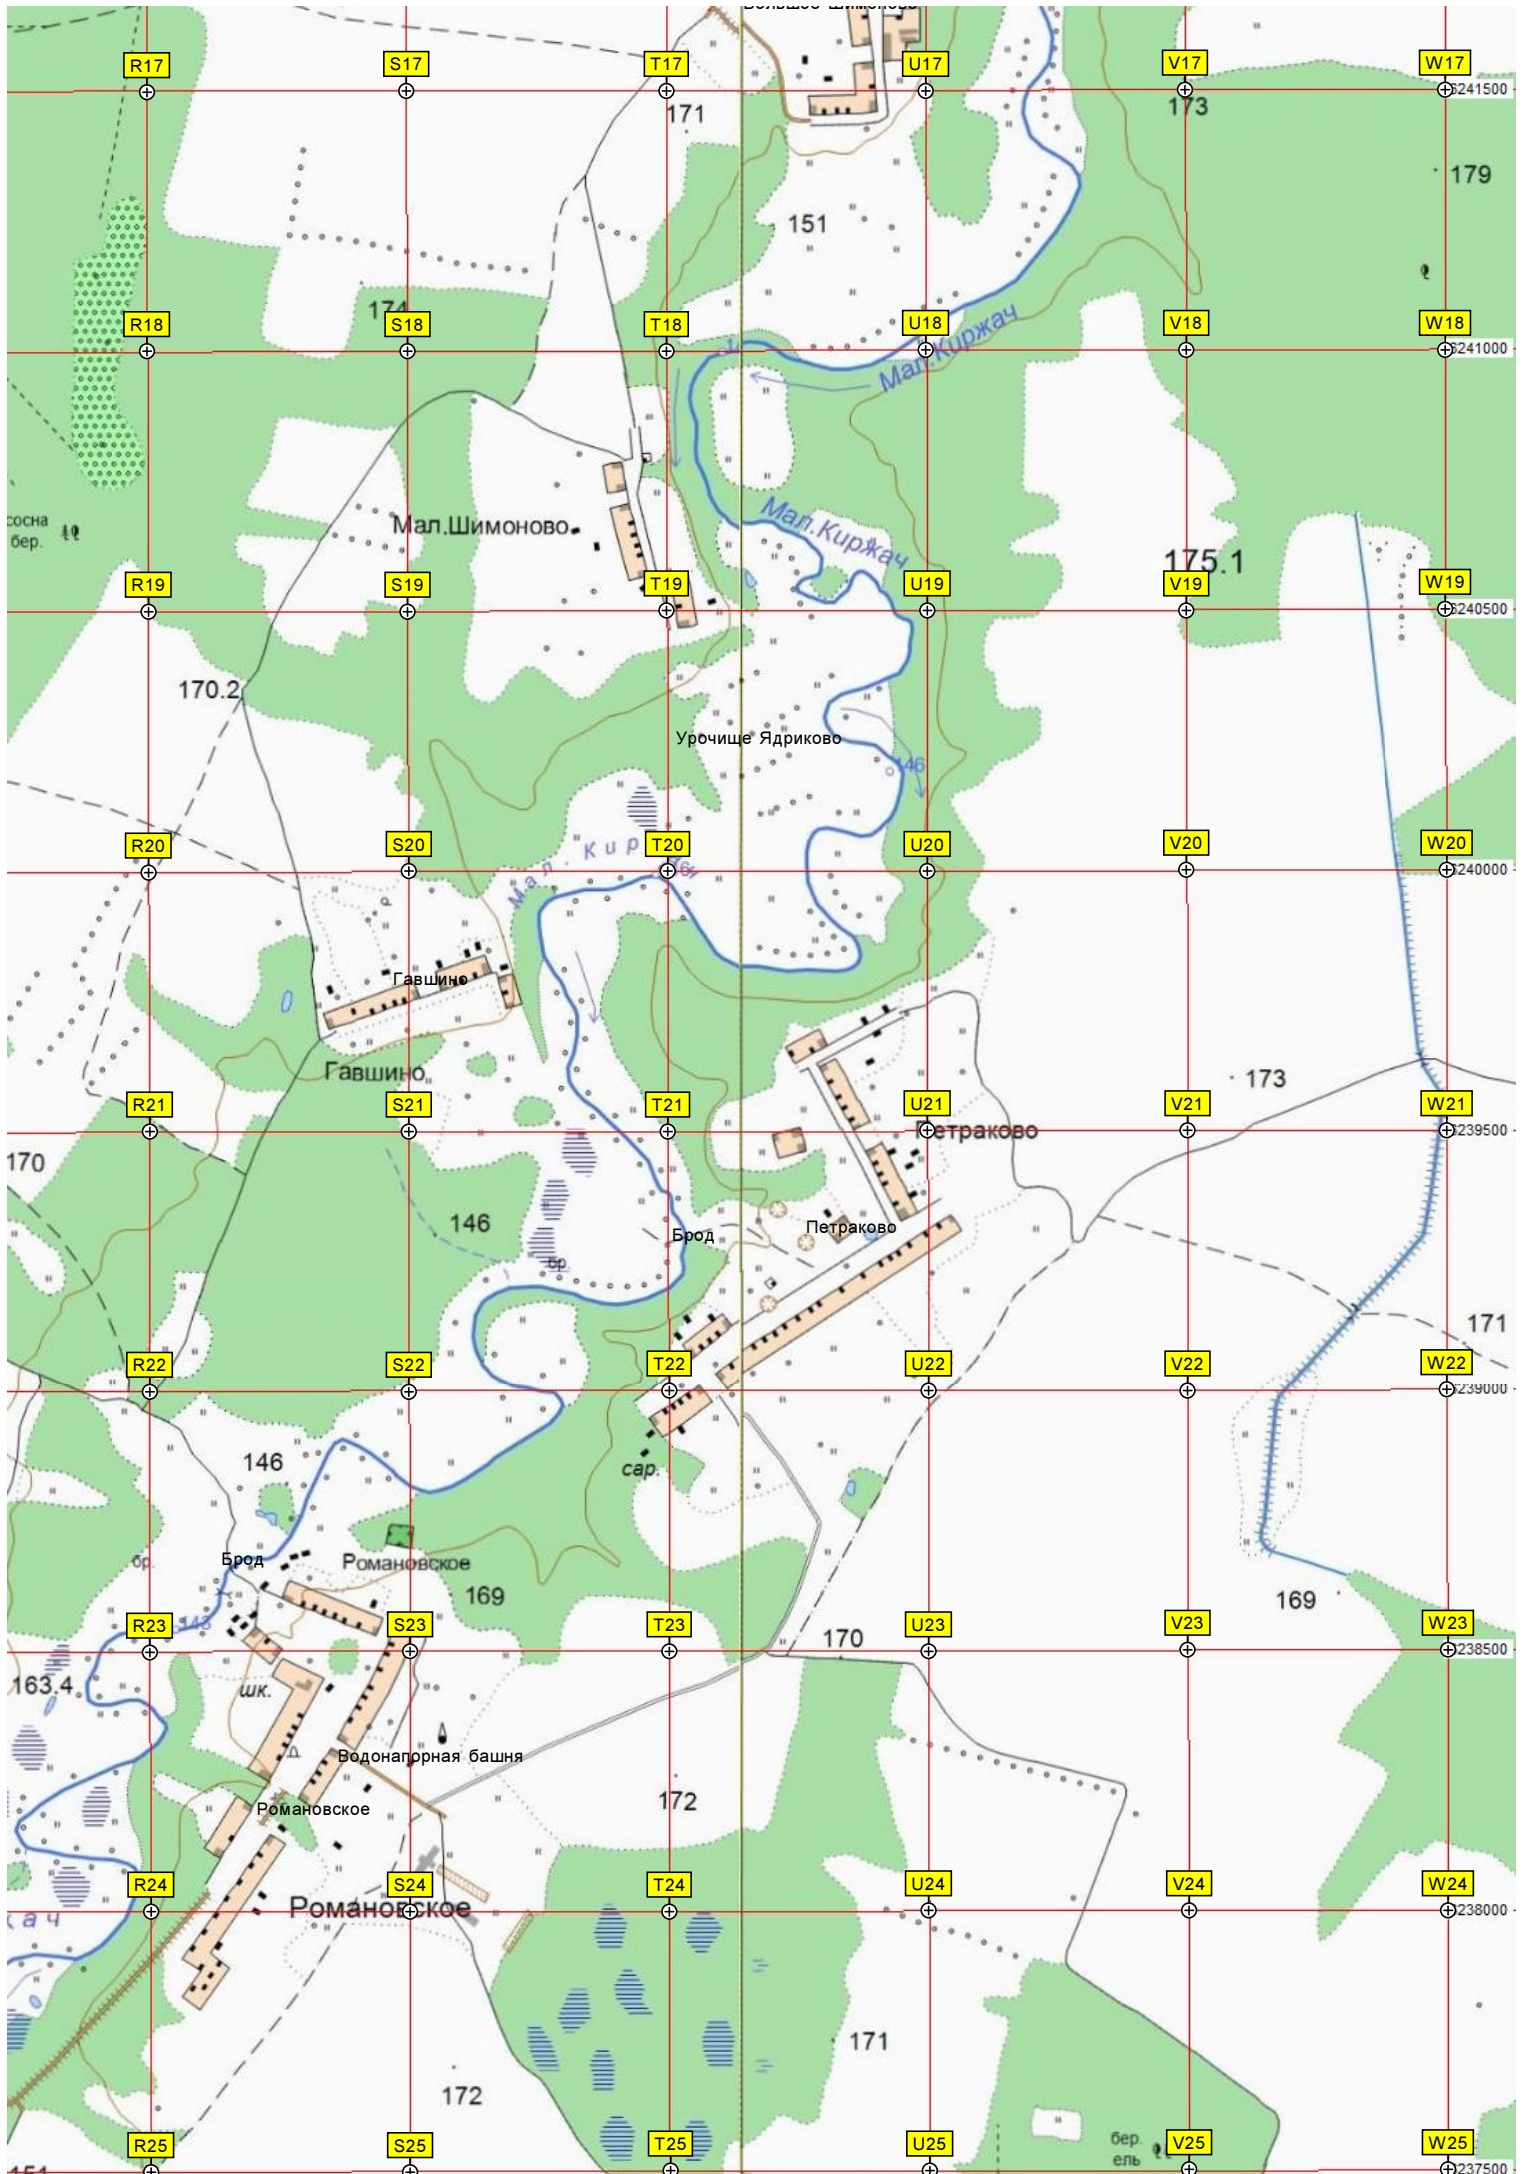 R17
S17
T17
U17
V17
W17
171
173
179
151
174
R18
S18
T18
U18
V18
W18
241000
Мал.Киржач
Мал.Киржач
Мал.Шимоново
сосна
бер.
175.1
R19
S19
T19
U19
V19
W19
240500
170.2
Урочище Ядриково
146
R20
S20
T20
U20
V20
W20
240000
Гавшино
Гавшино
173
R21
S21
T21
U21
V21
W21
239500
Петраково
170
146
Брод
Петраково
бр.
171
R22
S22
T22
U22
V22
W22
239000
146
сар.
бр.
Брод
Романовское
169
169
R23
S23
T23
U23
V23
W23
238500
143
170
163.4
шк.
Водонапорная башня
Романовское
172
R24
S24
T24
U24
V24
W24
238000
Романовское
171
172
бер.
ель
R25
S25
T25
U25
V25
W25
237500